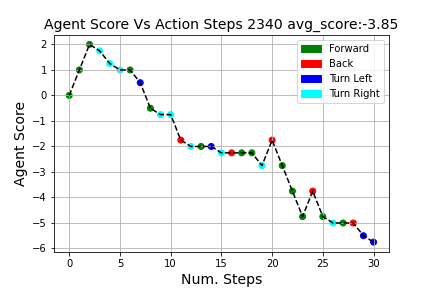 Agent Score Vs Action Steps 2340 avg_score:-3.85
Agent Score
2
1
0
−1
−2
−3
−4
−5
−6
Forward
Back
Turn Left
Turn Right
0 5 10 15 20 25 30
Num. Steps